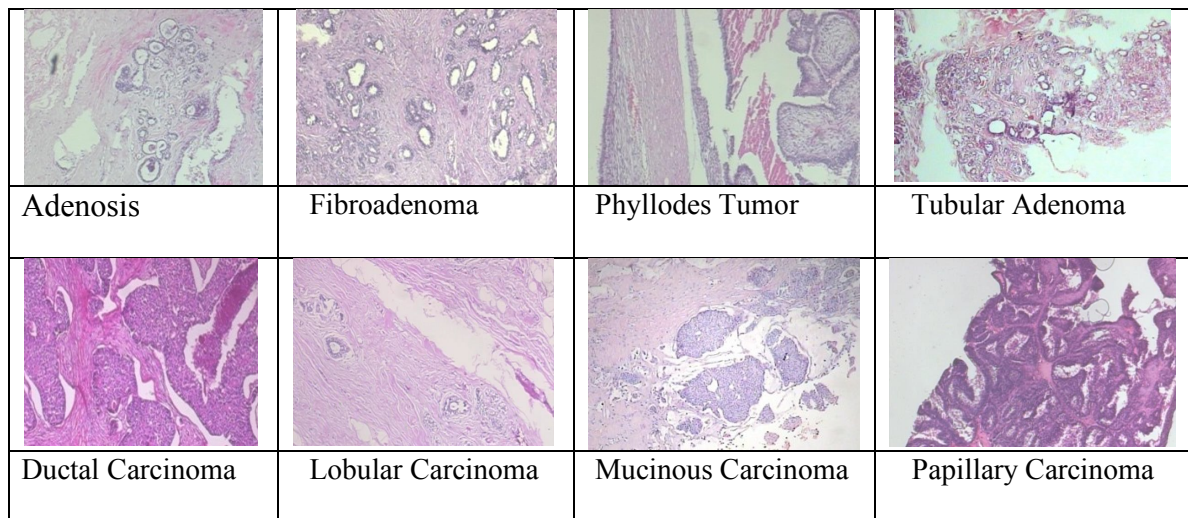 Adenosis
Fibroadenoma
Phyllodes Tumor
Tubular Adenoma
Ductal Carcinoma
Lobular Carcinoma
Mucinous Carcinoma
Papillary Carcinoma